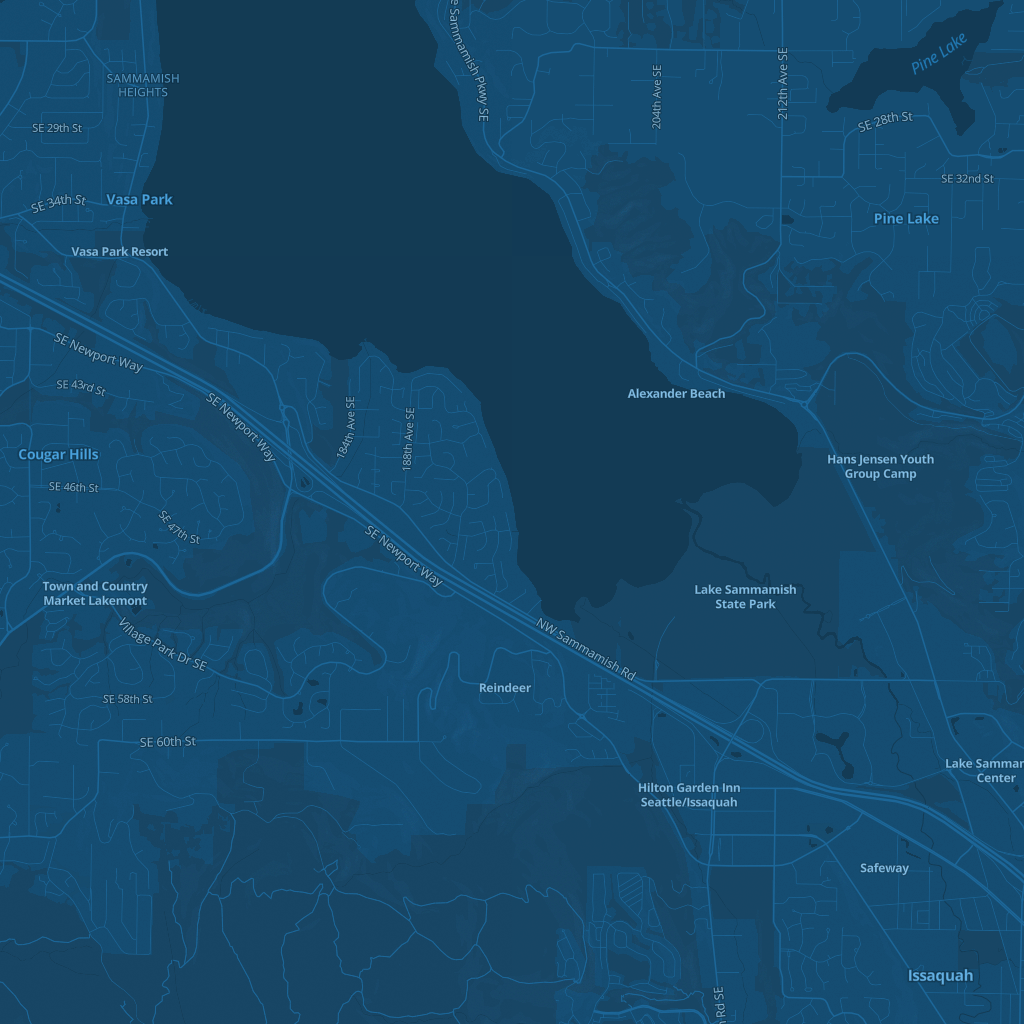 e Sammamish Pkwy SE
Pine Lake
SAMMAMISH
HEIGHTS
204th Ave SE
212th Ave SE
SE 29th St
SE 28th St
SE 32nd St
SE 34th St
Vasa Park
Pine Lake
Vasa Park Resort
SE Newport Way
SE 43rd St
SE Newport Way
184th Ave SE
188th Ave SE
Alexander Beach
Cougar Hills
Hans Jensen Youth
Group Camp
SE 46th St
SE 47th St
SE Newport Way
Town and Country
Market Lakemont
Lake Sammamish
State Park
Village Park Dr SE
NW Sammamish Rd
Reindeer
SE 58th St
SE 60th St
Lake Sammar
Center
Hilton Garden Inn
Seattle/Issaquah
Safeway
Issaquah
Rd SE